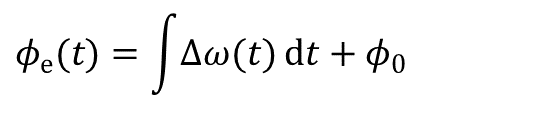 ϕₑ(t) = ∫Δω(t) dt + ϕ₀